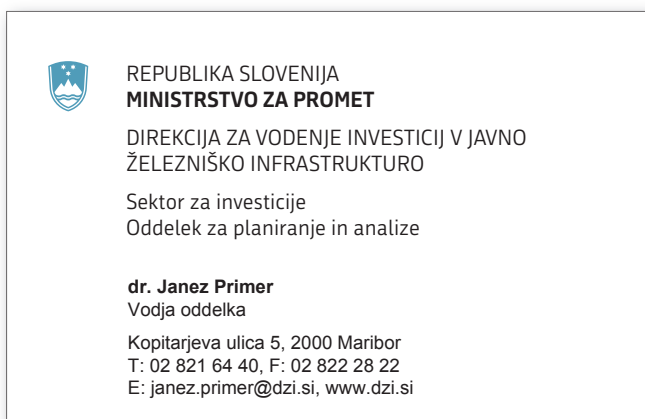 REPUBLIKA SLOVENIJA
MINISTRSTVO ZA PROMET
DIREKCIJA ZA VODENJE INVESTICIJ V JAVNO
ŽELEZNIŠKO INFRASTRUKTURO
Sektor za investicije
Oddelek za planiranje in analize
dr. Janez Primer
Vodja oddelka
Kopitarjeva ulica 5, 2000 Maribor
T: 02 821 64 40, F: 02 822 28 22
E: janez.primer@dzi.si, www.dzi.si